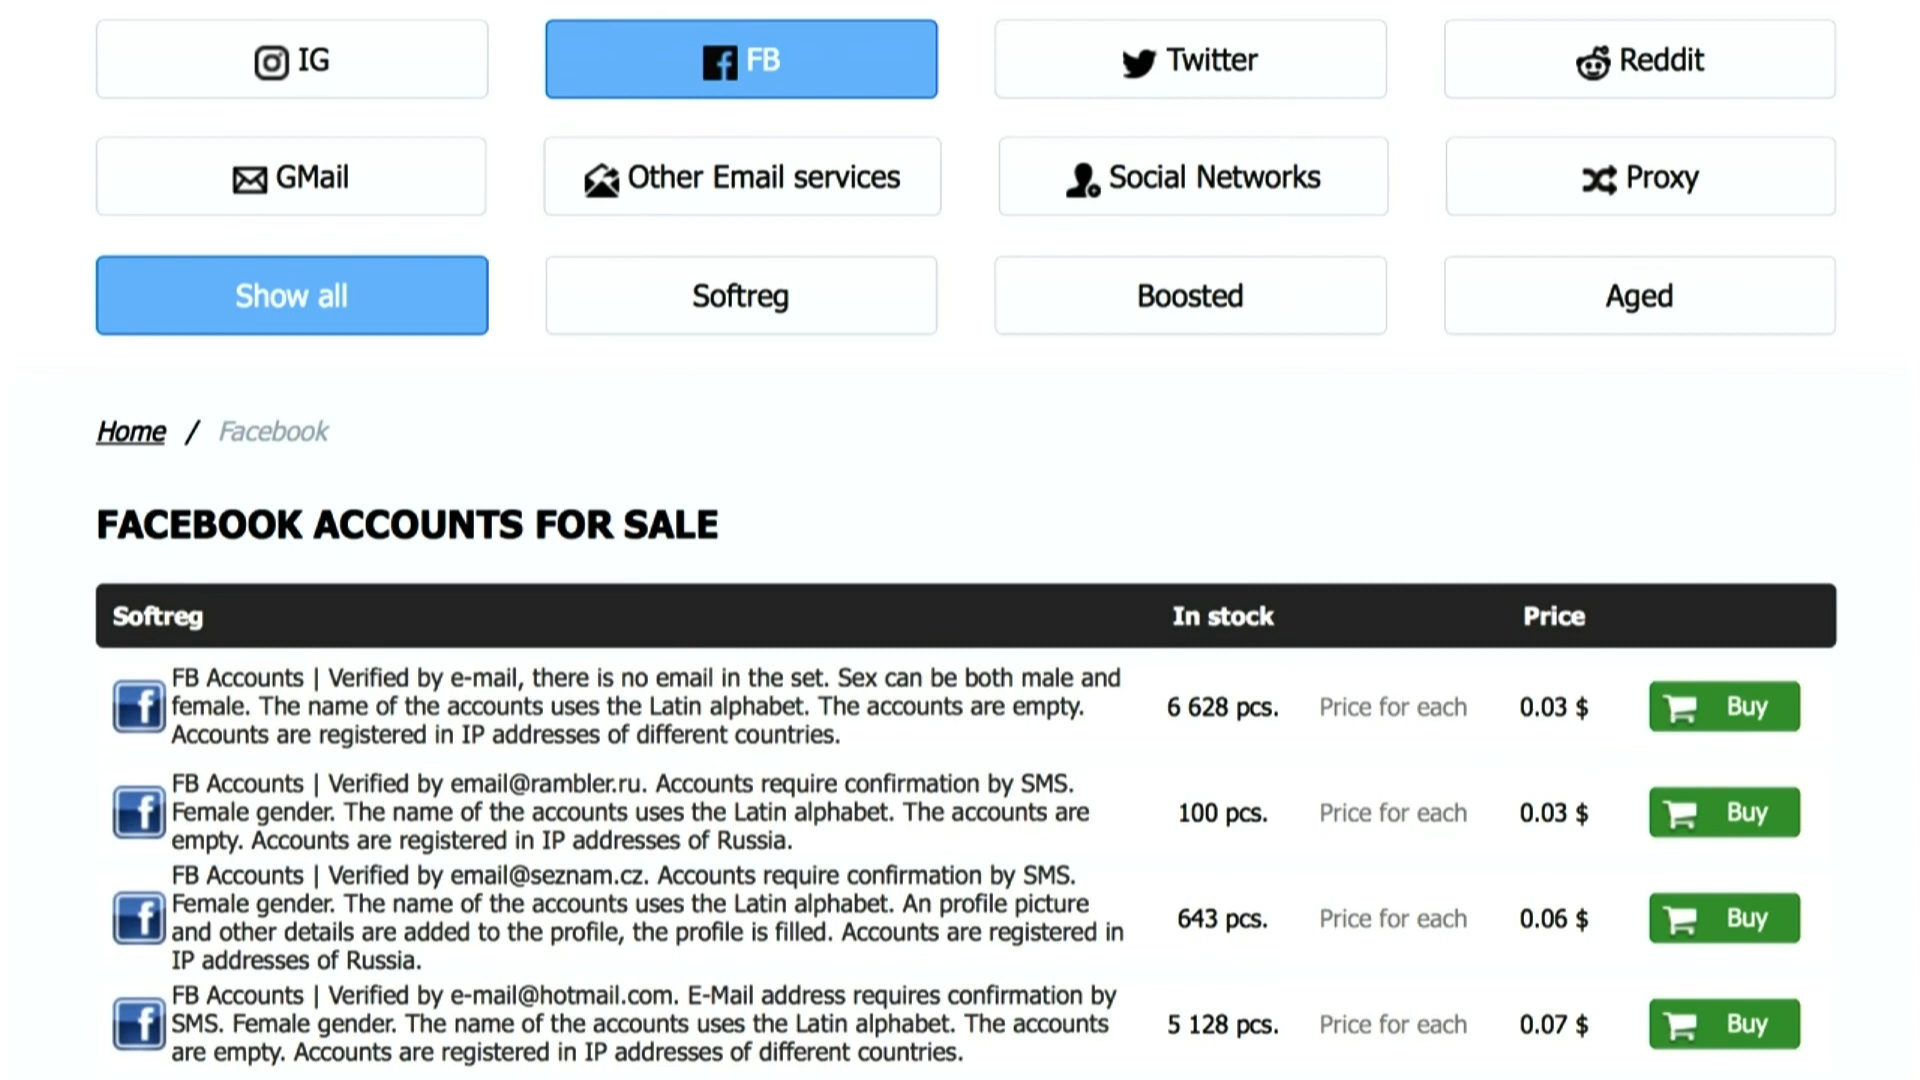 IG
FB
Twitter
Reddit
GMail
Other Email services
Social Networks
Proxy
Show all
Softreg
Boosted
Aged
Home / Facebook
FACEBOOK ACCOUNTS FOR SALE
Softreg In stock Price
FB Accounts | Verified by e-mail, there is no email in the set. Sex can be both male and
female. The name of the accounts uses the Latin alphabet. The accounts are empty.
Accounts are registered in IP addresses of different countries.
6 628 pcs. Price for each 0.03 $ Buy
FB Accounts | Verified by email@rambler.ru. Accounts require confirmation by SMS.
Female gender. The name of the accounts uses the Latin alphabet. The accounts are
empty. Accounts are registered in IP addresses of Russia.
100 pcs. Price for each 0.03 $ Buy
FB Accounts | Verified by email@seznam.cz. Accounts require confirmation by SMS.
Female gender. The name of the accounts uses the Latin alphabet. An profile picture
and other details are added to the profile, the profile is filled. Accounts are registered in
IP addresses of Russia.
643 pcs. Price for each 0.06 $ Buy
FB Accounts | Verified by e-mail@hotmail.com. E-Mail address requires confirmation by
SMS. Female gender. The name of the accounts uses the Latin alphabet. The accounts
are empty. Accounts are registered in IP addresses of different countries.
5 128 pcs. Price for each 0.07 $ Buy